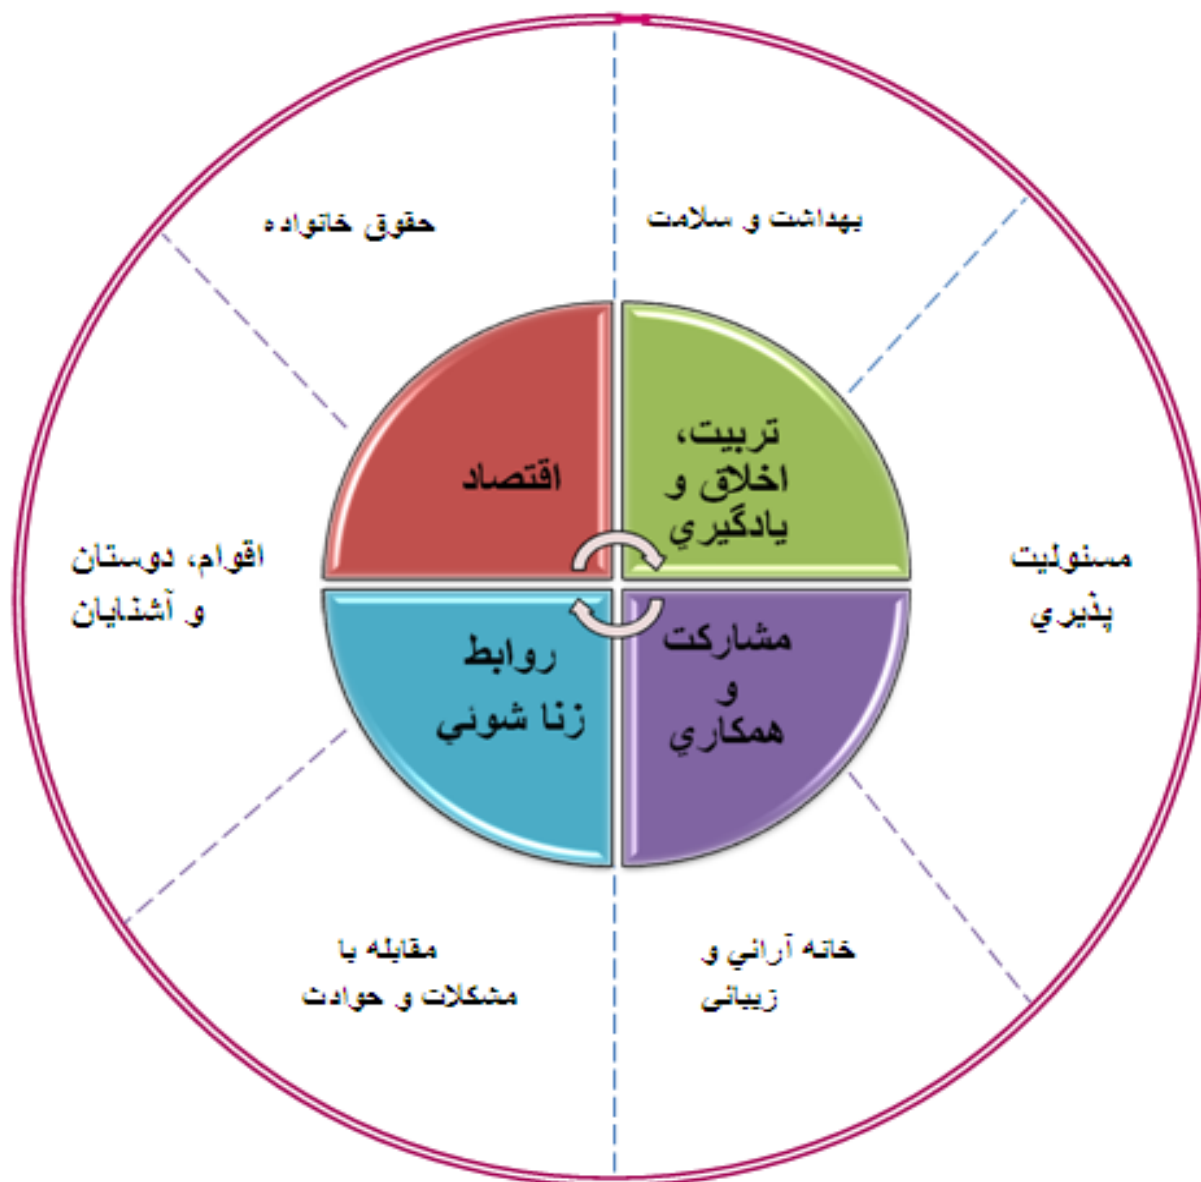 بهداشت و سلامت
حقوق خانواده
تربيت،
اخلاق و
يادگيري
اقتصاد
مسئوليت
پذيري
اقوام، دوستان
و آشنايان
مشاركت
و
همكاري
روابط
زنا شوئي
خانه آرائي و
زيبائي
مقابله با
مشكلات و حوادث